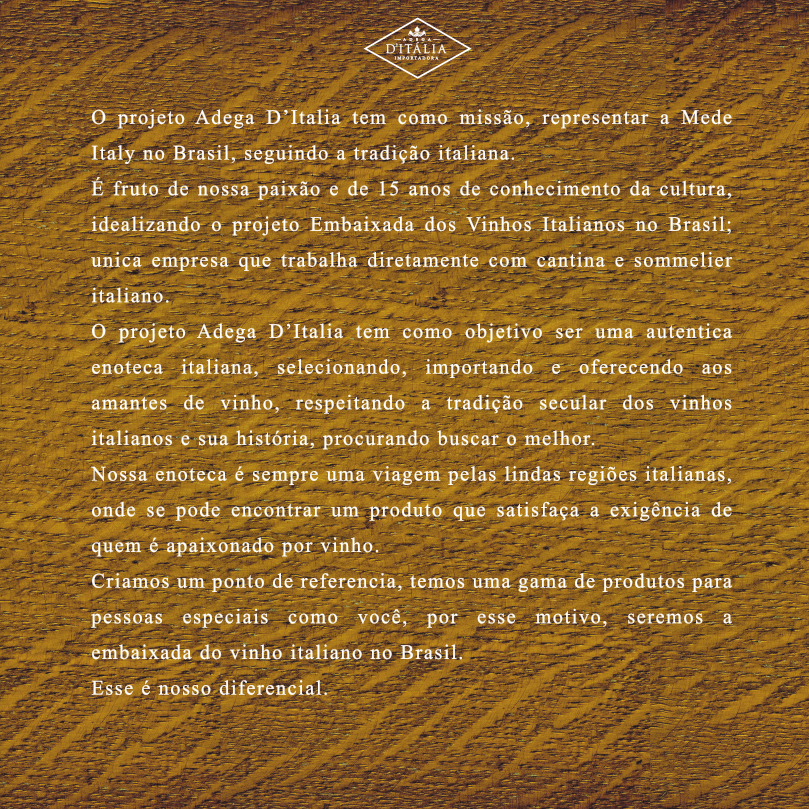 ADEGA
D'ITÁLIA
IMPORTADORA
O projeto Adega D’Italia tem como missão, representar a Mede
Italy no Brasil, seguindo a tradição italiana.
É fruto de nossa paixão e de 15 anos de conhecimento da cultura,
idealizando o projeto Embaixada dos Vinhos Italianos no Brasil;
unica empresa que trabalha diretamente com cantina e sommelier
italiano.
O projeto Adega D’Italia tem como objetivo ser uma autentica
enoteca italiana, selecionando, importando e oferecendo aos
amantes de vinho, respeitando a tradição secular dos vinhos
italianos e sua história, procurando buscar o melhor.
Nossa enoteca é sempre uma viagem pelas lindas regiões italianas,
onde se pode encontrar um produto que satisfaça a exigência de
quem é apaixonado por vinho.
Criamos um ponto de referencia, temos uma gama de produtos para
pessoas especiais como você, por esse motivo, seremos a
embaixada do vinho italiano no Brasil.
Esse é nosso diferencial.